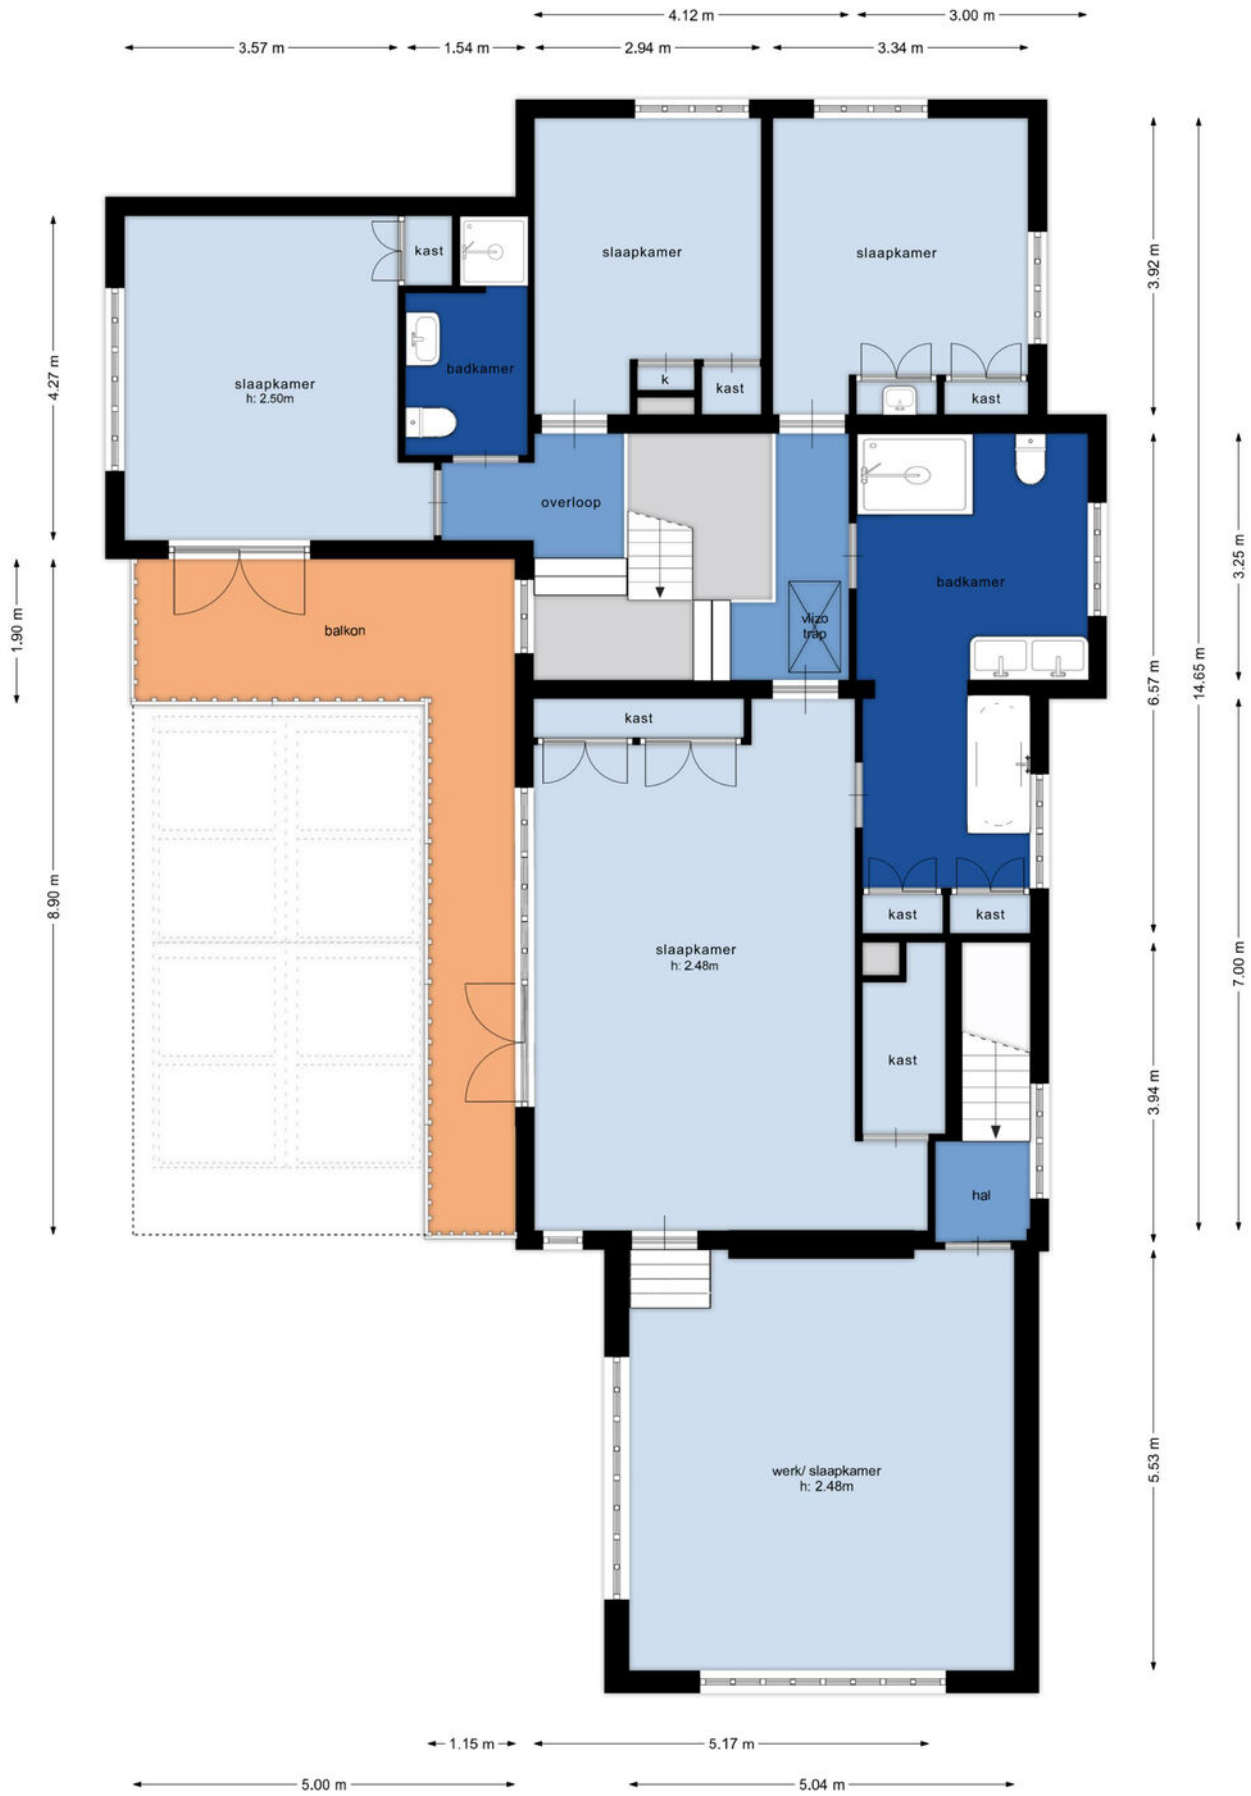 4.12 m
3.00 m
3.57 m
1.54 m
2.94 m
3.34 m
slaapkamer
slaapkamer
kast
3.92 m
4.27 m
slaapkamer
h: 2.50m
badkamer
k
kast
kast
overloop
badkamer
3.25 m
1.90 m
balkon
vlizo
trap
6.57 m
14.65 m
kast
8.90 m
kast
kast
slaapkamer
h: 2.48m
7.00 m
kast
3.94 m
hal
werk/ slaapkamer
h: 2.48m
5.53 m
1.15 m
5.17 m
5.00 m
5.04 m